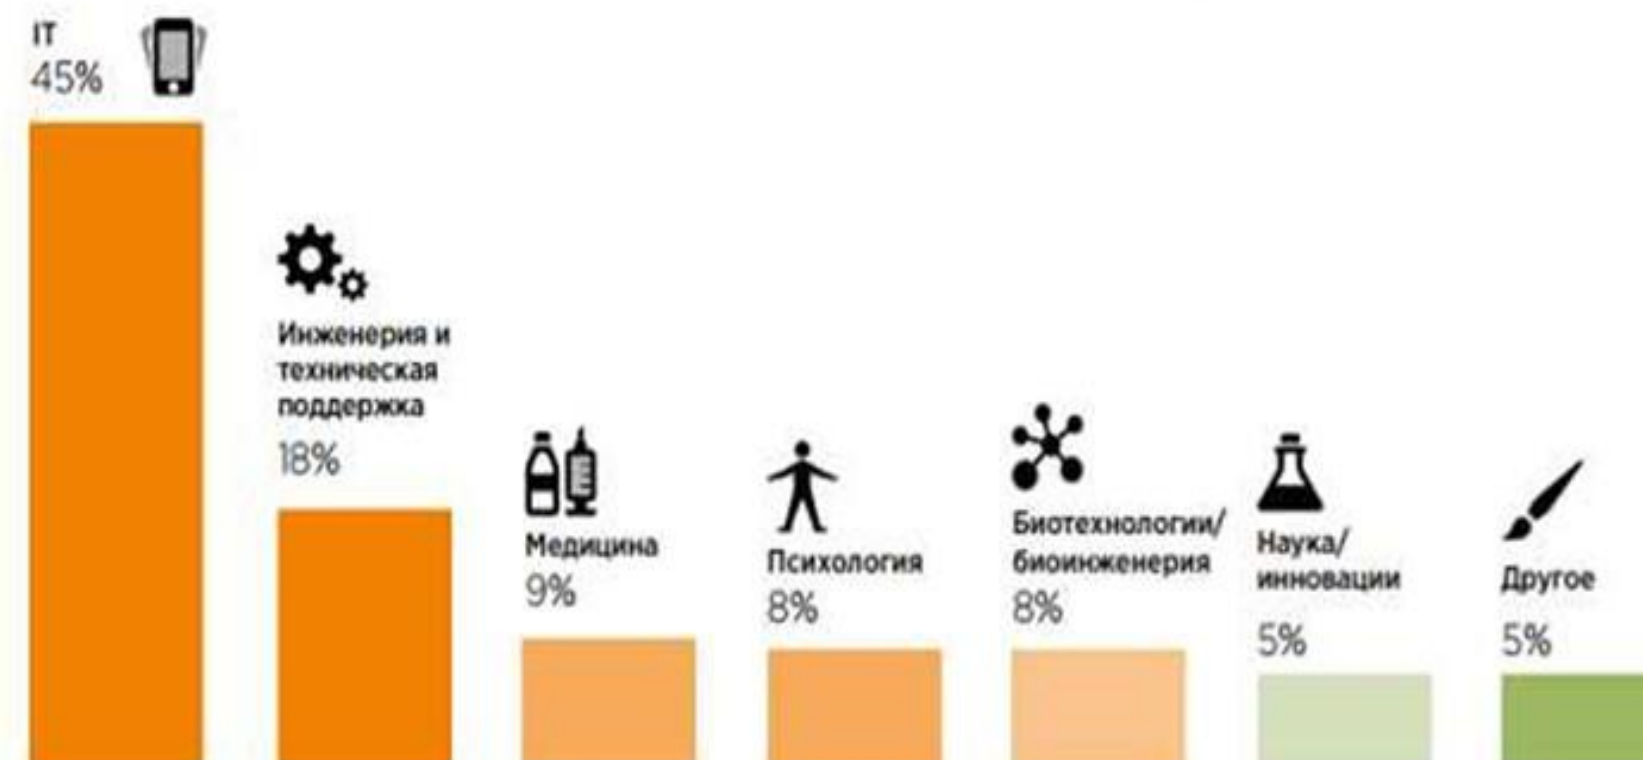 IT
45%
Инженерия и
техническая
поддержка
18%
Медицина
9%
Психология
8%
Биотехнологии/
биоинженерия
8%
Наука/
инновации
5%
Другое
5%